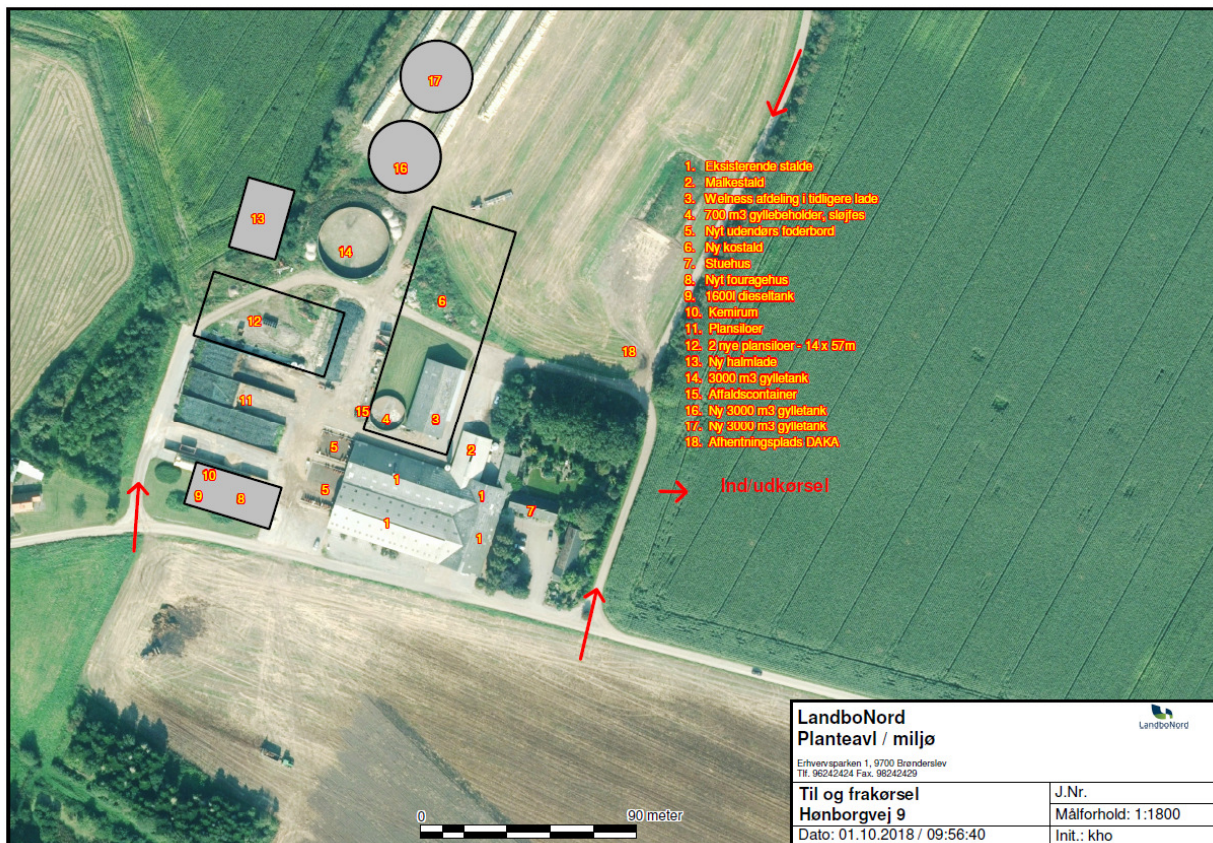 17
16
13
14
6
12
18
11
15
4
3
5
2
1
10
9
8
5
1
7
1
1
1. Eksisterende stalde
2. Malkestald
3. Welness afdeling i tidligere lade
4. 700 m3 gyllebeholder, sløjfes
5. Nyt udendørs foderbord
6. Ny kostald
7. Stuehus
8. Nyt fouragehus
9. 1600l dieseltank
10. Kemirum
11. Plansiloer
12. 2 nye plansiloer - 14 x 57m
13. Ny halmlade
14. 3000 m3 gylletank
15. Affaldscontainer
16. Ny 3000 m3 gylletank
17. Ny 3000 m3 gylletank
18. Afhentningsplads DAKA
Ind/udkørsel
0 90 meter
LandboNord
Planteavl / miljø
LandboNord
Erhvervsparken 1, 9700 Brønderslev
Tlf. 96242424 Fax. 98242429
Til og frakørsel
Hønborgvej 9
Dato: 01.10.2018 / 09:56:40
J.Nr.
Målforhold: 1:1800
Init.: kho